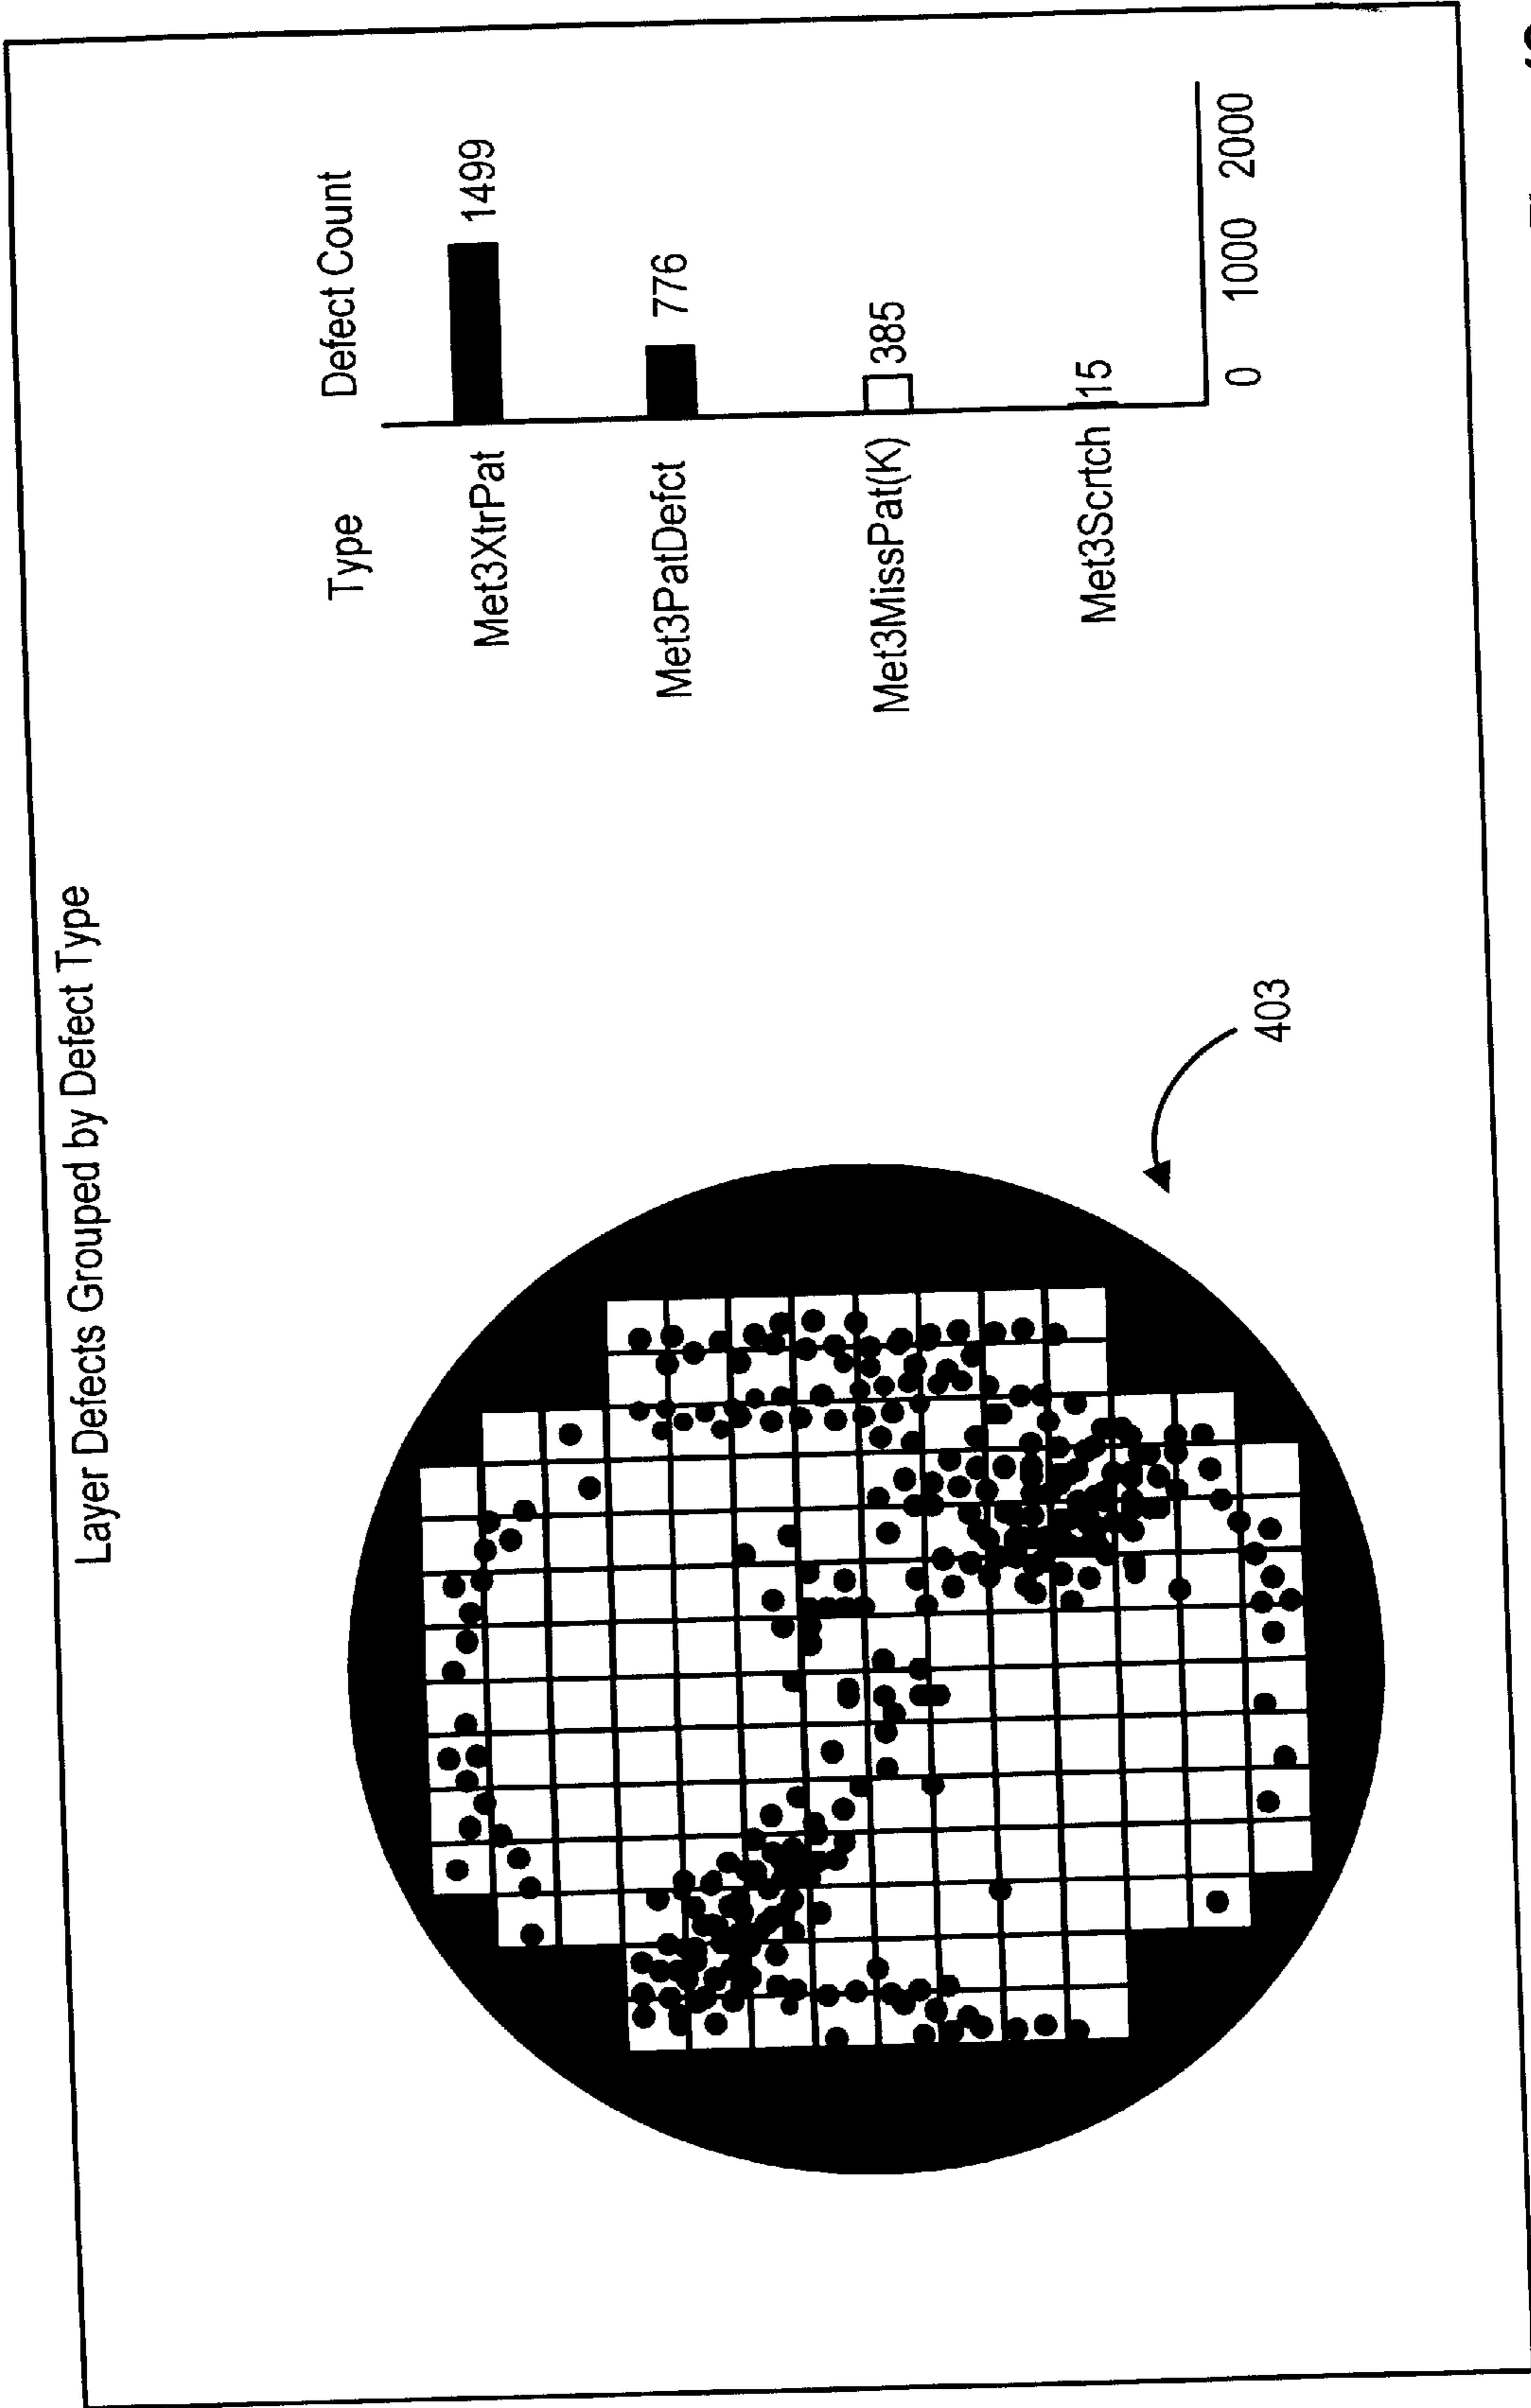 Layer Defects Grouped by Defect Type
Type Defect Count
Met3XtrPat 1499
Met3PatDefct 776
Met3MissPat(K) 385
Met3Scrtch 15
0 1000 2000
403